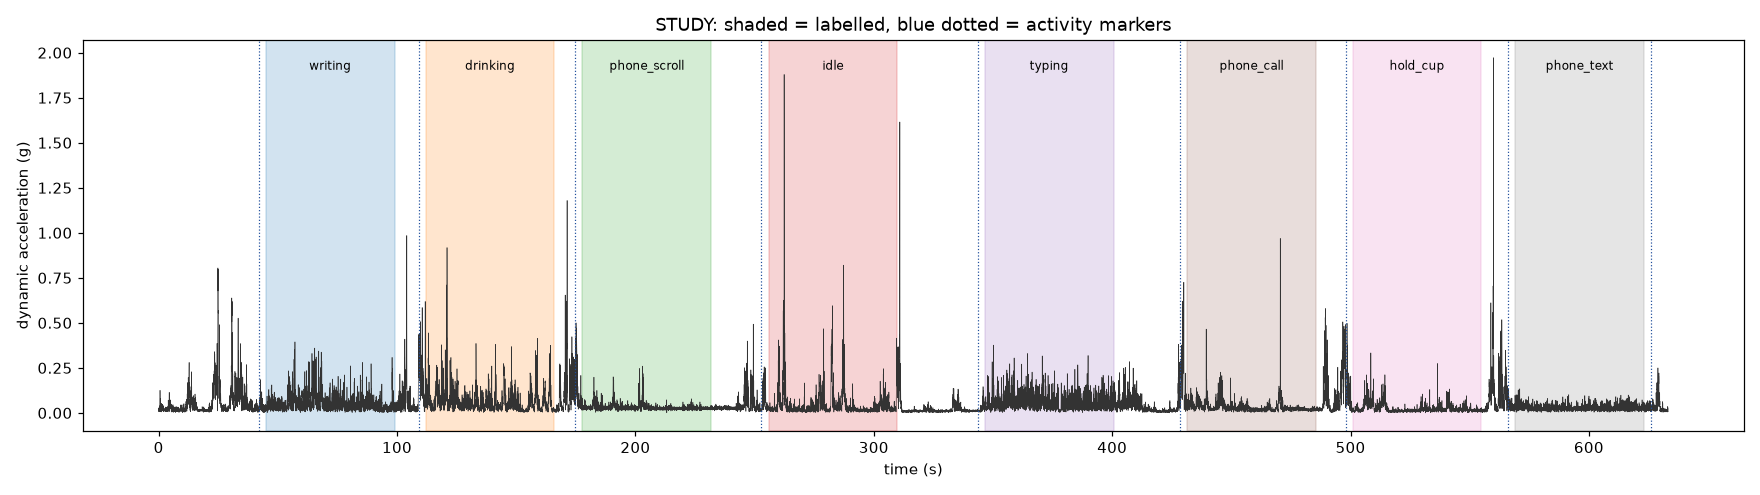 STUDY: shaded = labelled, blue dotted = activity markers
dynamic acceleration (g)
2.00
1.75
1.50
1.25
1.00
0.75
0.50
0.25
0.00
writing
drinking
phone_scroll
idle
typing
phone_call
hold_cup
phone_text
0
100
200
300
400
500
600
time (s)